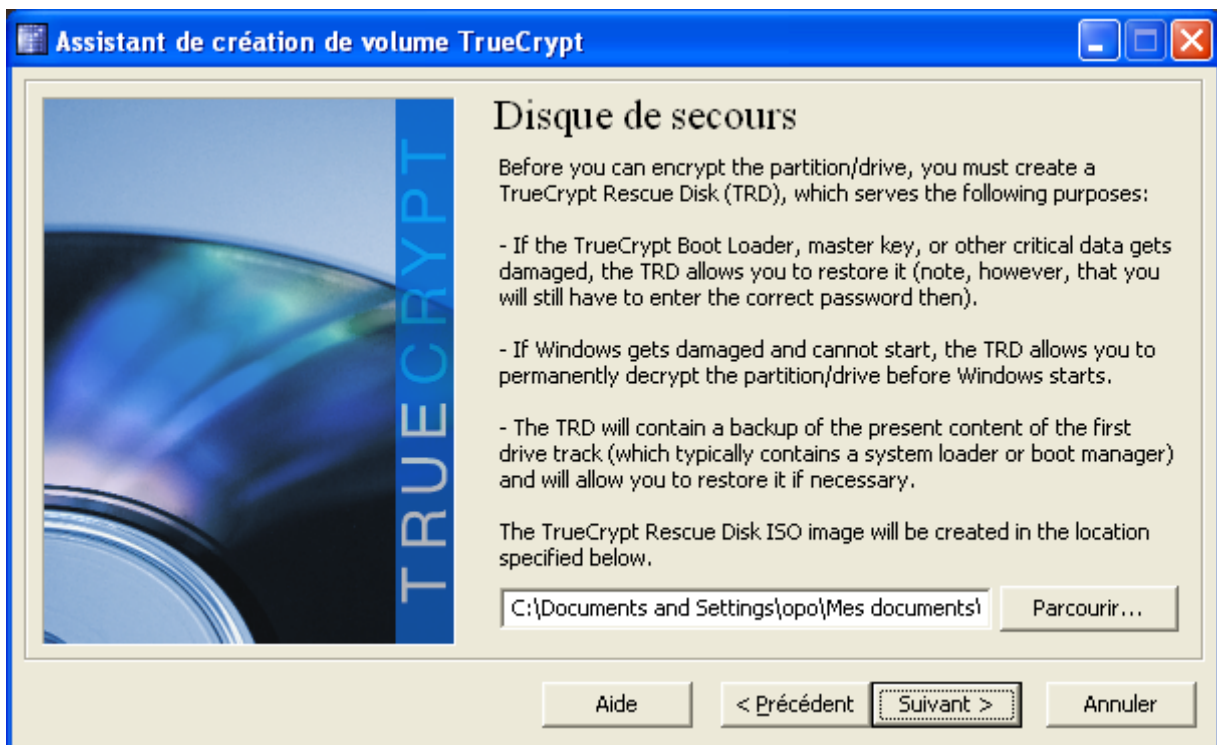 Assistant de création de volume TrueCrypt
TRUECRYPT
Disque de secours
Before you can encrypt the partition/drive, you must create a
TrueCrypt Rescue Disk (TRD), which serves the following purposes:
- If the TrueCrypt Boot Loader, master key, or other critical data gets
damaged, the TRD allows you to restore it (note, however, that you
will still have to enter the correct password then).
- If Windows gets damaged and cannot start, the TRD allows you to
permanently decrypt the partition/drive before Windows starts.
- The TRD will contain a backup of the present content of the first
drive track (which typically contains a system loader or boot manager)
and will allow you to restore it if necessary.
The TrueCrypt Rescue Disk ISO image will be created in the location
specified below.
C:\Documents and Settings\opo\Mes documents\
Parcourir...
Aide
< Précédent
Suivant >
Annuler